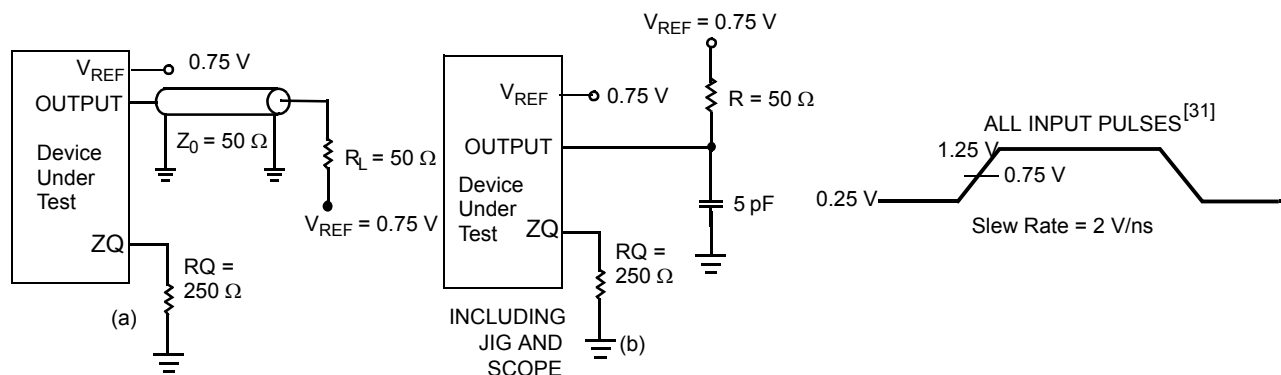 V_REF 0.75 V
OUTPUT
Z_0 = 50 Ω
Device
Under
Test
R_L = 50 Ω
V_REF = 0.75 V
ZQ
RQ =
250 Ω
(a)
V_REF = 0.75 V
R = 50 Ω
V_REF 0.75 V
OUTPUT
Device
Under
Test
5 pF
ZQ
RQ =
250 Ω
INCLUDING
JIG AND
SCOPE
(b)
ALL INPUT PULSES[31]
1.25 V
0.75 V
0.25 V
Slew Rate = 2 V/ns